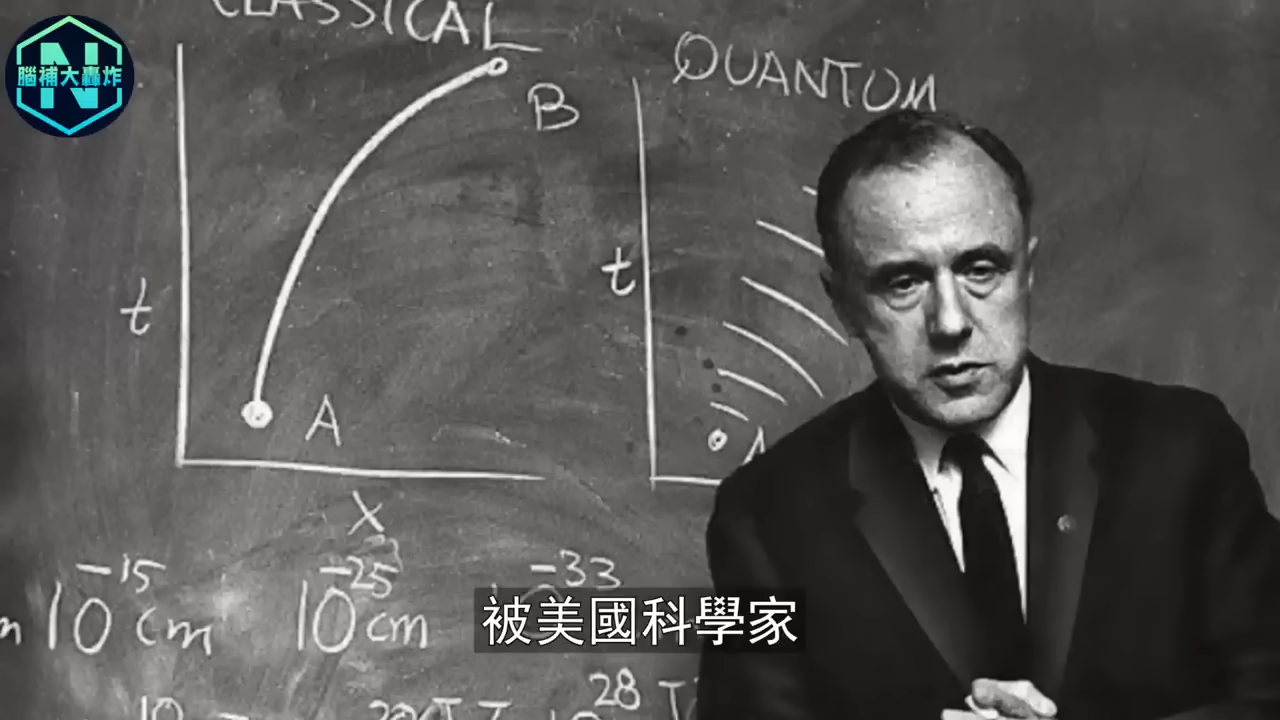 腦補大轟炸
N
CLASSICAL
B
t
A
X
QUANTUM
t
10⁻¹⁵ cm
10⁻²⁵ cm
-33
28
被美國科學家